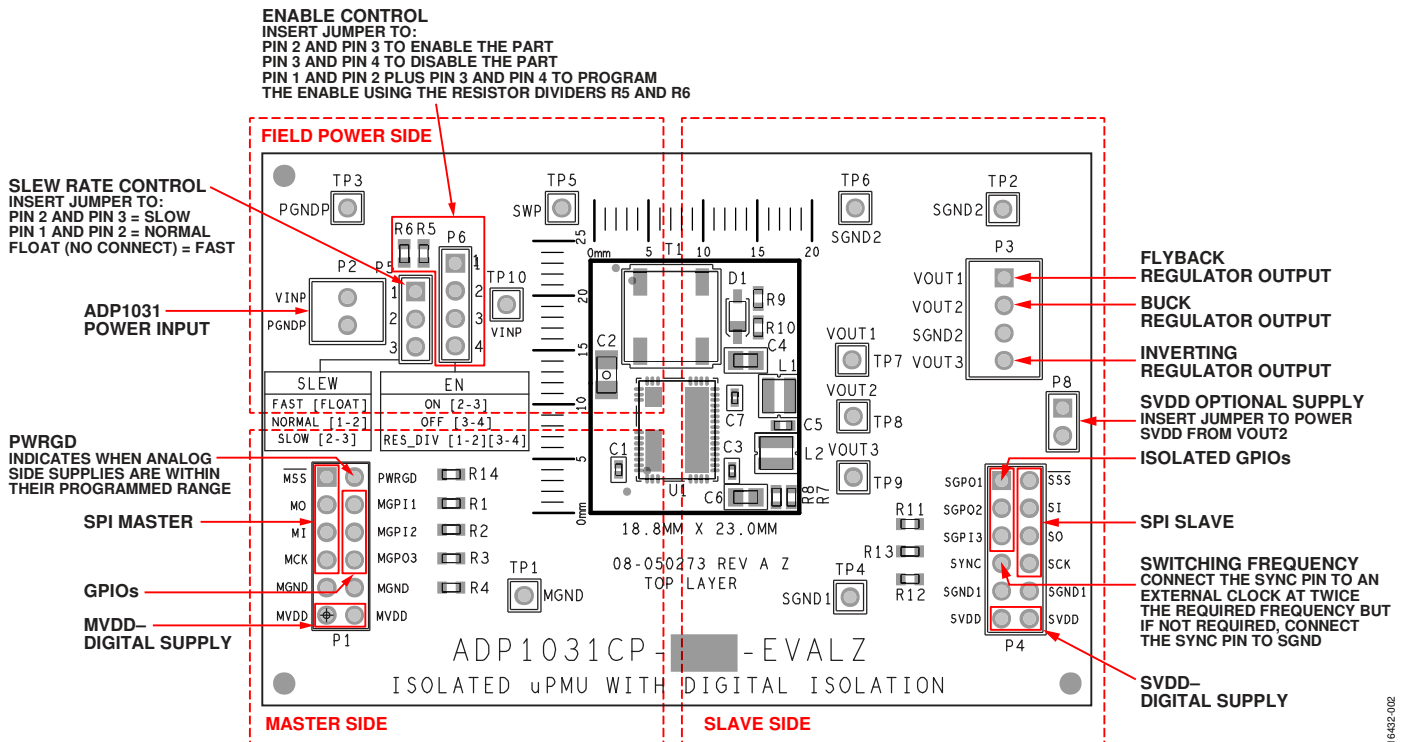 ENABLE CONTROL
INSERT JUMPER TO:
PIN 2 AND PIN 3 TO ENABLE THE PART
PIN 3 AND PIN 4 TO DISABLE THE PART
PIN 1 AND PIN 2 PLUS PIN 3 AND PIN 4 TO PROGRAM
THE ENABLE USING THE RESISTOR DIVIDERS R5 AND R6
FIELD POWER SIDE
SLEW RATE CONTROL
INSERT JUMPER TO:
PIN 2 AND PIN 3 = SLOW
PIN 1 AND PIN 2 = NORMAL
FLOAT (NO CONNECT) = FAST
ADP1031
POWER INPUT
PWRGD
INDICATES WHEN ANALOG
SIDE SUPPLIES ARE WITHIN
THEIR PROGRAMMED RANGE
SPI MASTER
GPIOs
MVDD–
DIGITAL SUPPLY
TP3
PGNDP
TP5
SWP
TP6
SGND2
TP2
SGND2
R6 R5
P6
1
2
3
4
P2
VINP
PGNDP
P5
1
2
3
TP10
VINP
SLEW
FAST [FLOAT]
NORMAL [1-2]
SLOW [2-3]
EN
ON [2-3]
OFF [3-4]
RES_DIV [1-2][3-4]
0mm
5
10
15
20
25
20
15
10
5
0mm
T1
D1
R9
R10
C4
C2
L1
C7
C5
C1
C3
L2
C6
U1
R8
R7
18.8MM X 23.0MM
08-050273 REV A Z
TOP LAYER
VOUT1
TP7
VOUT2
TP8
VOUT3
TP9
P3
VOUT1
VOUT2
SGND2
VOUT3
P8
MSS
MO
MI
MCK
MGND
MVDD
PWRGD
MGPI1
MGPI2
MGPO3
MGND
MVDD
P1
R14
R1
R2
R3
R4
TP1
MGND
TP4
SGND1
R11
R13
R12
SGPO1
SGPO2
SGPI3
SYNC
SGND1
SVDD
SSS
SI
SO
SCK
SGND1
SVDD
P4
ADP1031CP- -EVALZ
ISOLATED uPMU WITH DIGITAL ISOLATION
MASTER SIDE
SLAVE SIDE
FLYBACK
REGULATOR OUTPUT
BUCK
REGULATOR OUTPUT
INVERTING
REGULATOR OUTPUT
SVDD OPTIONAL SUPPLY
INSERT JUMPER TO POWER
SVDD FROM VOUT2
ISOLATED GPIOs
SPI SLAVE
SWITCHING FREQUENCY
CONNECT THE SYNC PIN TO AN
EXTERNAL CLOCK AT TWICE
THE REQUIRED FREQUENCY BUT
IF NOT REQUIRED, CONNECT
THE SYNC PIN TO SGND
SVDD–
DIGITAL SUPPLY
16432-002